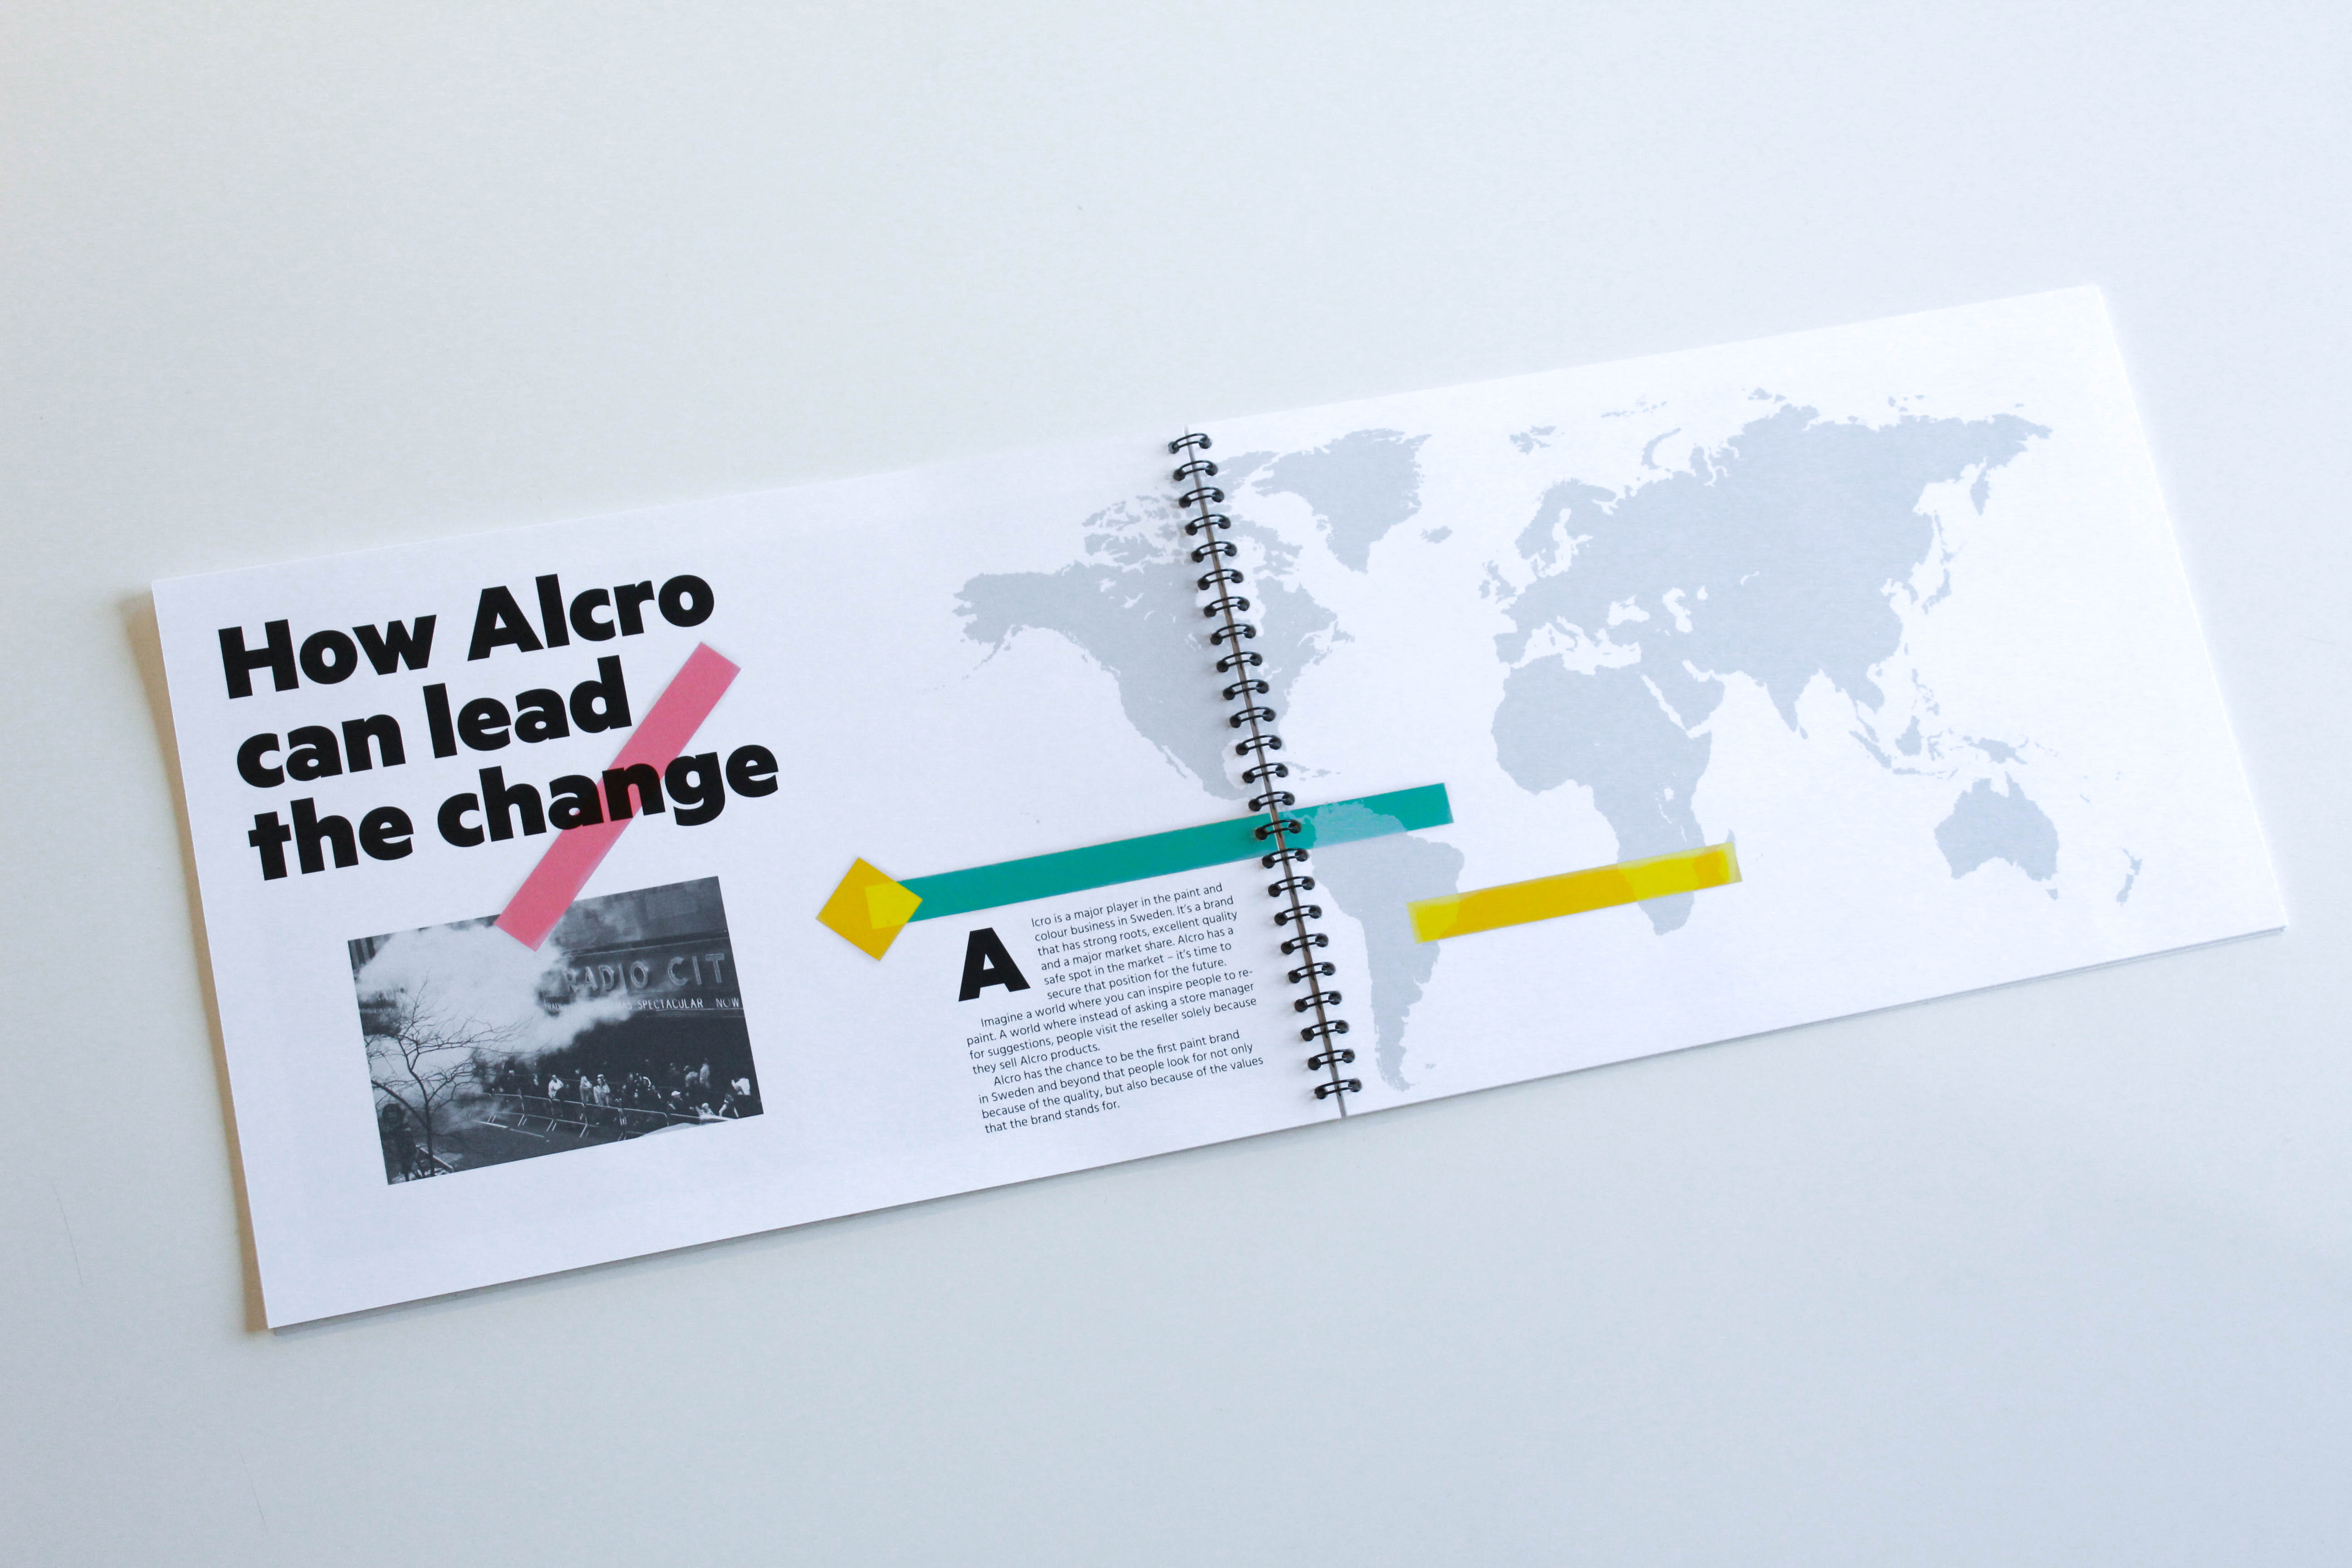 How Alcro
can lead
the change
RADIO CIT
SPECTACULAR NOW
A
lcro is a major player in the paint and
colour business in Sweden. It's a brand
that has strong roots, excellent quality
and a major market share. Alcro has a
safe spot in the market – it's time to
secure that position for the future.
Imagine a world where you can inspire people to re-
paint. A world where instead of asking a store manager
for suggestions, people visit the reseller solely because
they sell Alcro products.
Alcro has the chance to be the first paint brand
in Sweden and beyond that people look for not only
because of the quality, but also because of the values
that the brand stands for.